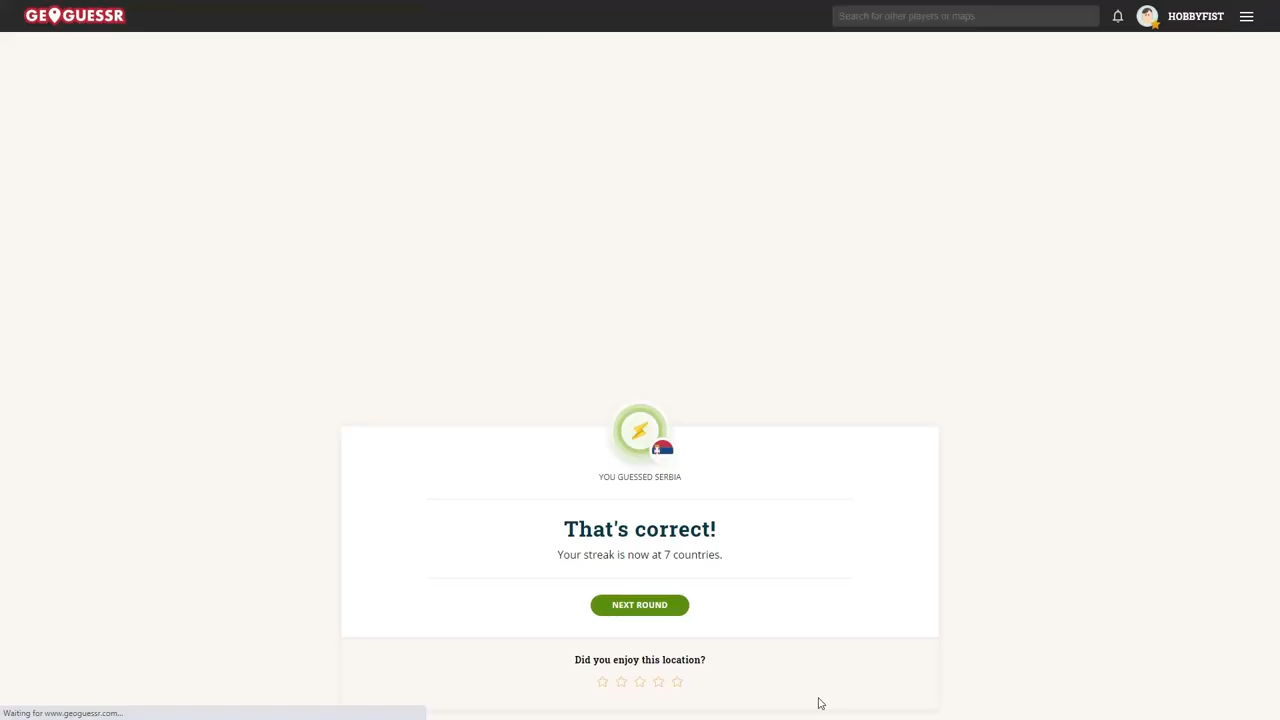 GEOGUESSR
Search for other players or maps
HOBBYFIST
YOU GUESSED SERBIA
That's correct!
Your streak is now at 7 countries.
NEXT ROUND
Did you enjoy this location?
Waiting for www.geoguessr.com...